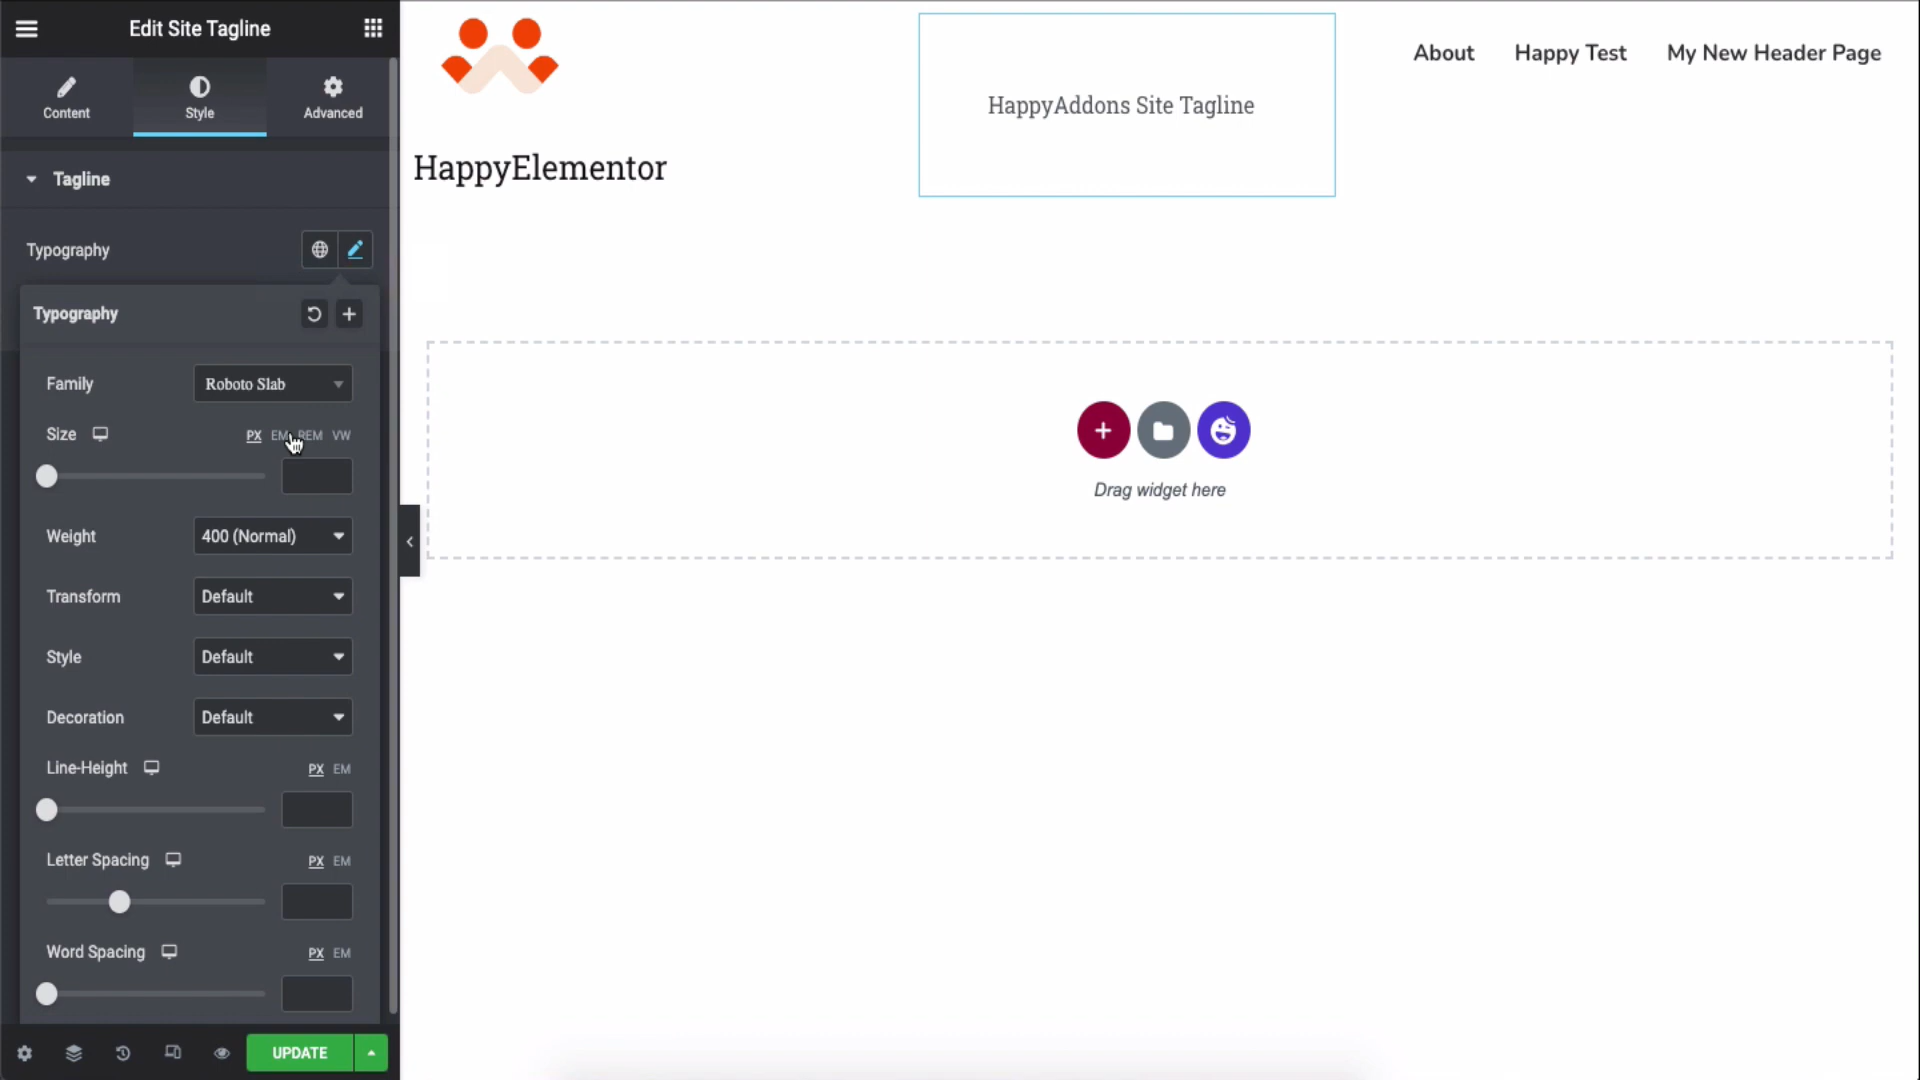 Edit Site Tagline
Content
Style
Advanced
Tagline
Typography
Typography
Family
Roboto Slab
Size
PX EM REM VW
Weight
400 (Normal)
Transform
Default
Style
Default
Decoration
Default
Line-Height
PX EM
Letter Spacing
PX EM
Word Spacing
PX EM
UPDATE
HappyElementor
HappyAddons Site Tagline
About
Happy Test
My New Header Page
Drag widget here